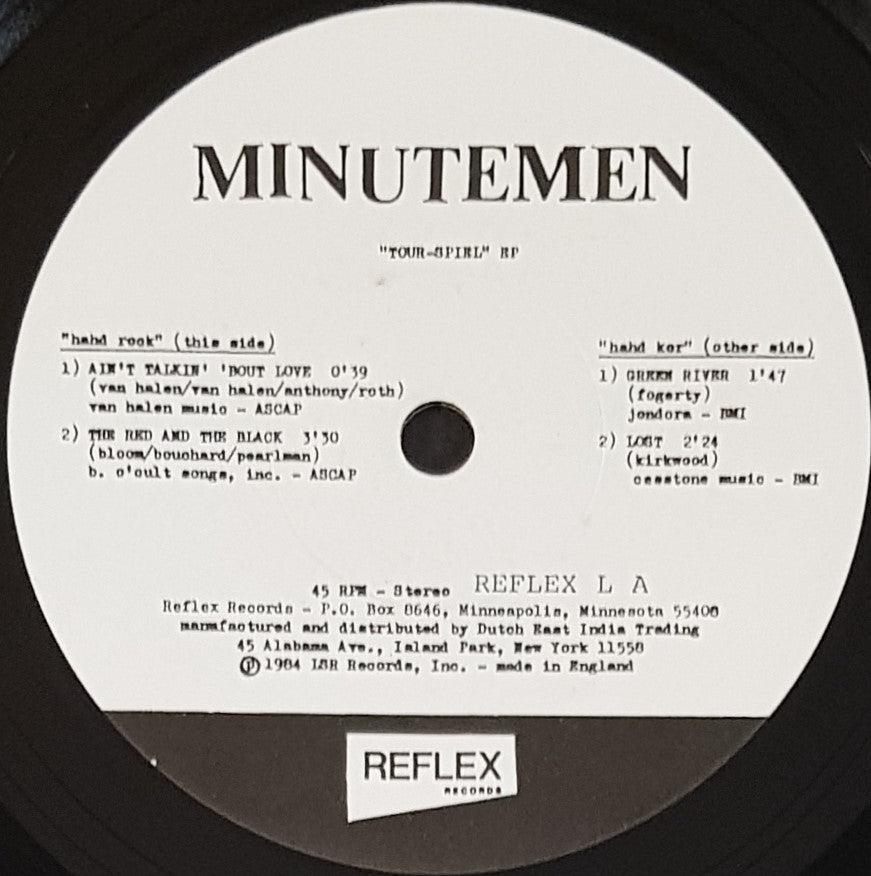 MINUTEMEN
"TOUR-SPIEL" EP
"hahd rock" (this side)
1) AIN'T TALKIN' 'BOUT LOVE 0'39
(van halen/van halen/anthony/roth)
van halen music - ASCAP
2) THE RED AND THE BLACK 3'30
(bloom/bouchard/pearlman)
b. o'cult songs, inc. - ASCAP
"hahd kor" (other side)
1) GREEN RIVER 1'47
(fogerty)
jondora - BMI
2) LOST 2'24
(kirkwood)
cesstone music - BMI
45 RPM - Stereo REFLEX L A
Reflex Records - P.O. Box 8646, Minneapolis, Minnesota 55408
manufactured and distributed by Dutch East India Trading
45 Alabama Ave., Island Park, New York 11558
Ⓟ 1984 LSR Records, Inc. - made in England
REFLEX
RECORDS